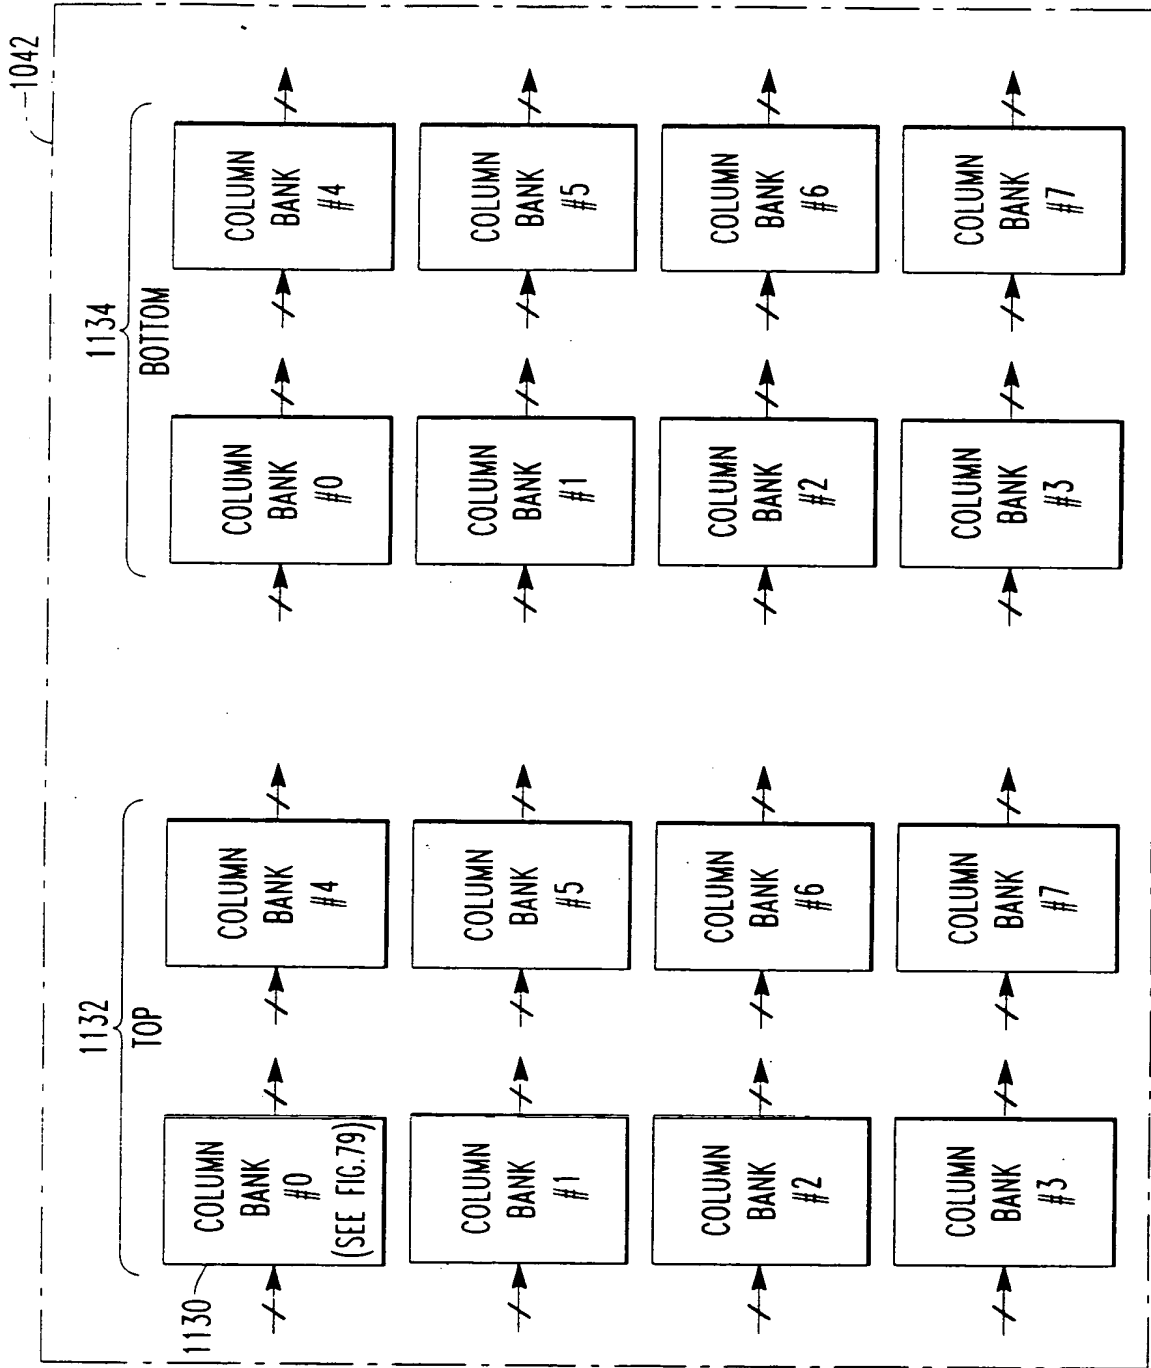 1042
1132
TOP
1134
BOTTOM
1130
COLUMN
BANK
#0
(SEE FIG.79)
COLUMN
BANK
#4
COLUMN
BANK
#0
COLUMN
BANK
#4
COLUMN
BANK
#1
COLUMN
BANK
#5
COLUMN
BANK
#1
COLUMN
BANK
#5
COLUMN
BANK
#2
COLUMN
BANK
#6
COLUMN
BANK
#2
COLUMN
BANK
#6
COLUMN
BANK
#3
COLUMN
BANK
#7
COLUMN
BANK
#3
COLUMN
BANK
#7